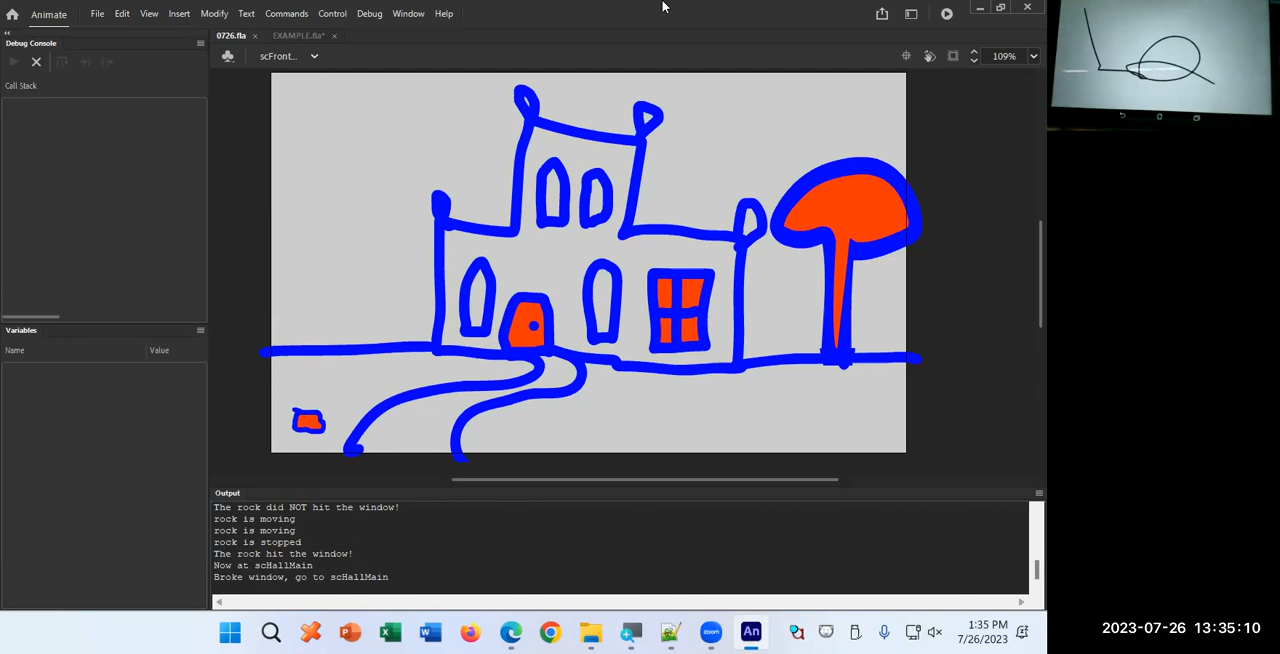 Animate File Edit View Insert Modify Text Commands Control Debug Window Help
Debug Console
0726.fla × EXAMPLE.fla* ×
scFront...
109%
Call Stack
Variables
Name Value
Output
The rock did NOT hit the window!
rock is moving
rock is moving
rock is stopped
The rock hit the window!
Now at scHallMain
Broke window, go to scHallMain
zoom
An
1:35 PM
7/26/2023
2023-07-26 13:35:10